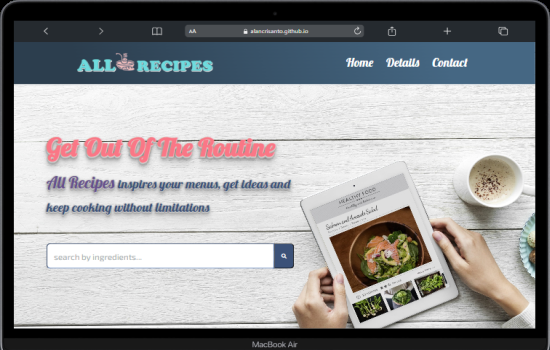 AA alancrisanto.github.io
ALL RECIPES
Home Details Contact
Get Out Of The Routine
All Recipes inspires your menus, get ideas and
keep cooking without limitations
search by ingredients...
HEALTHY FOOD
Salmon and Avocado Salad
MacBook Air